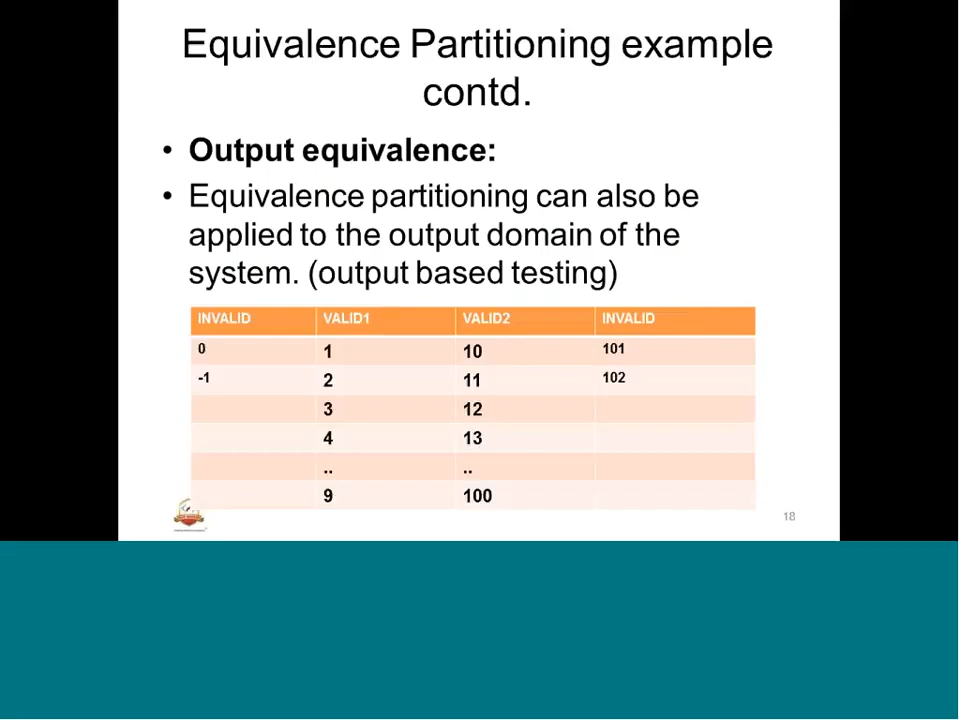 Equivalence Partitioning example
contd.
• Output equivalence:
• Equivalence partitioning can also be
applied to the output domain of the
system. (output based testing)
INVALID VALID1 VALID2 INVALID
0 1 10 101
-1 2 11 102
3 12
4 13
.. ..
9 100
18